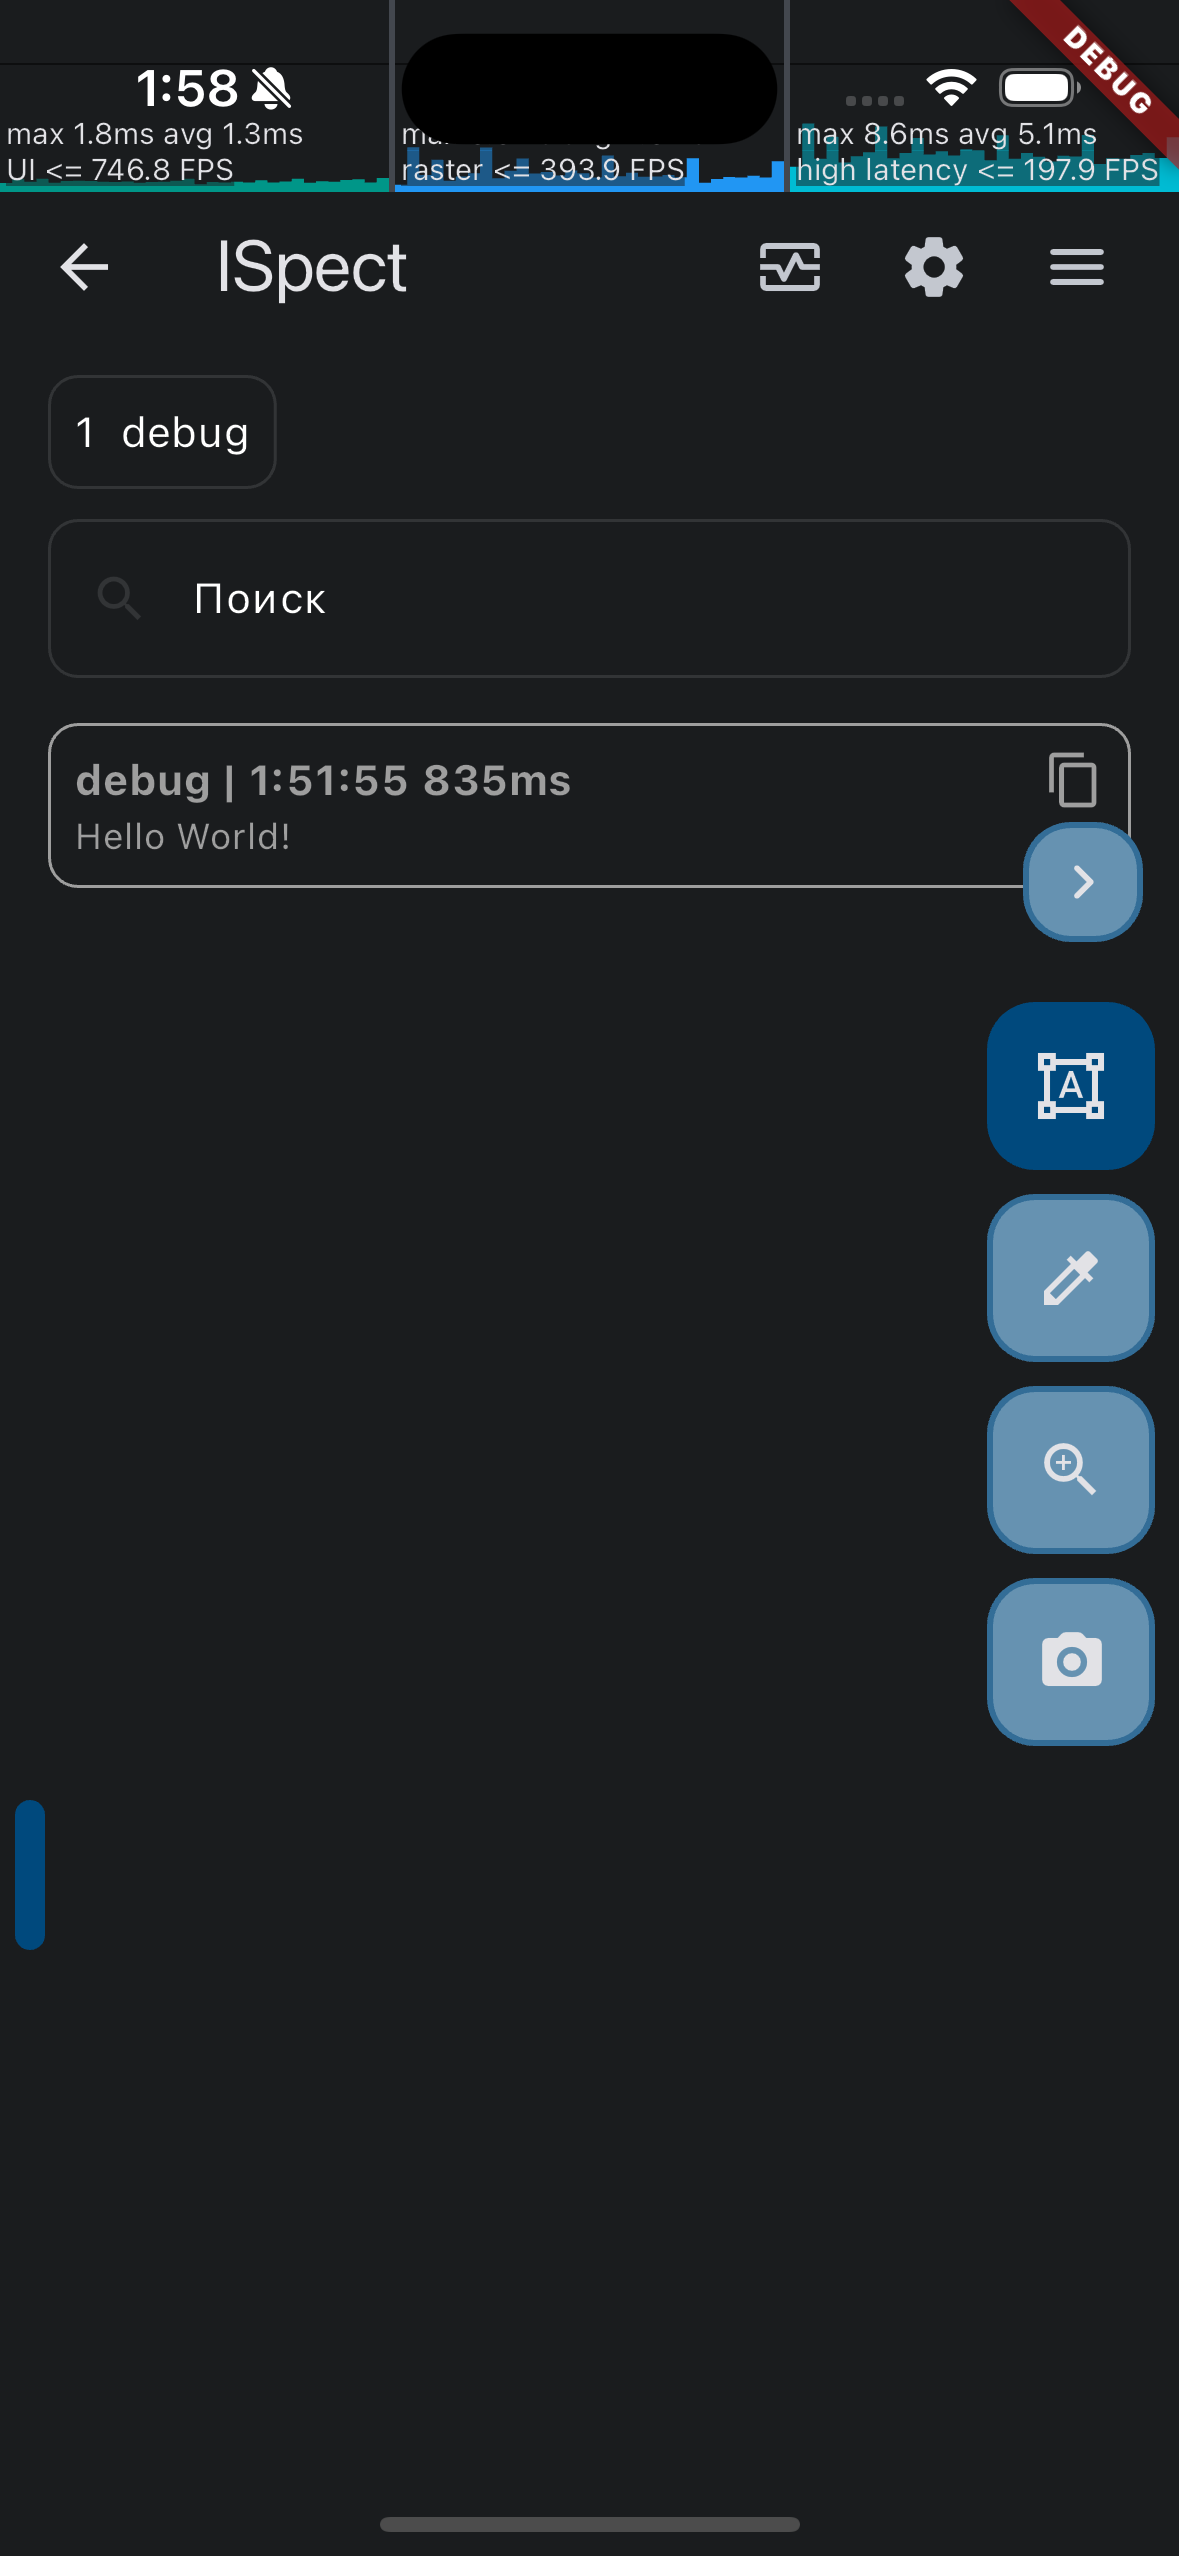 1:58
DEBUG
max 1.8ms avg 1.3ms
UI <= 746.8 FPS
raster <= 393.9 FPS
max 8.6ms avg 5.1ms
high latency <= 197.9 FPS
ISpect
1 debug
Поиск
debug | 1:51:55 835ms
Hello World!
A